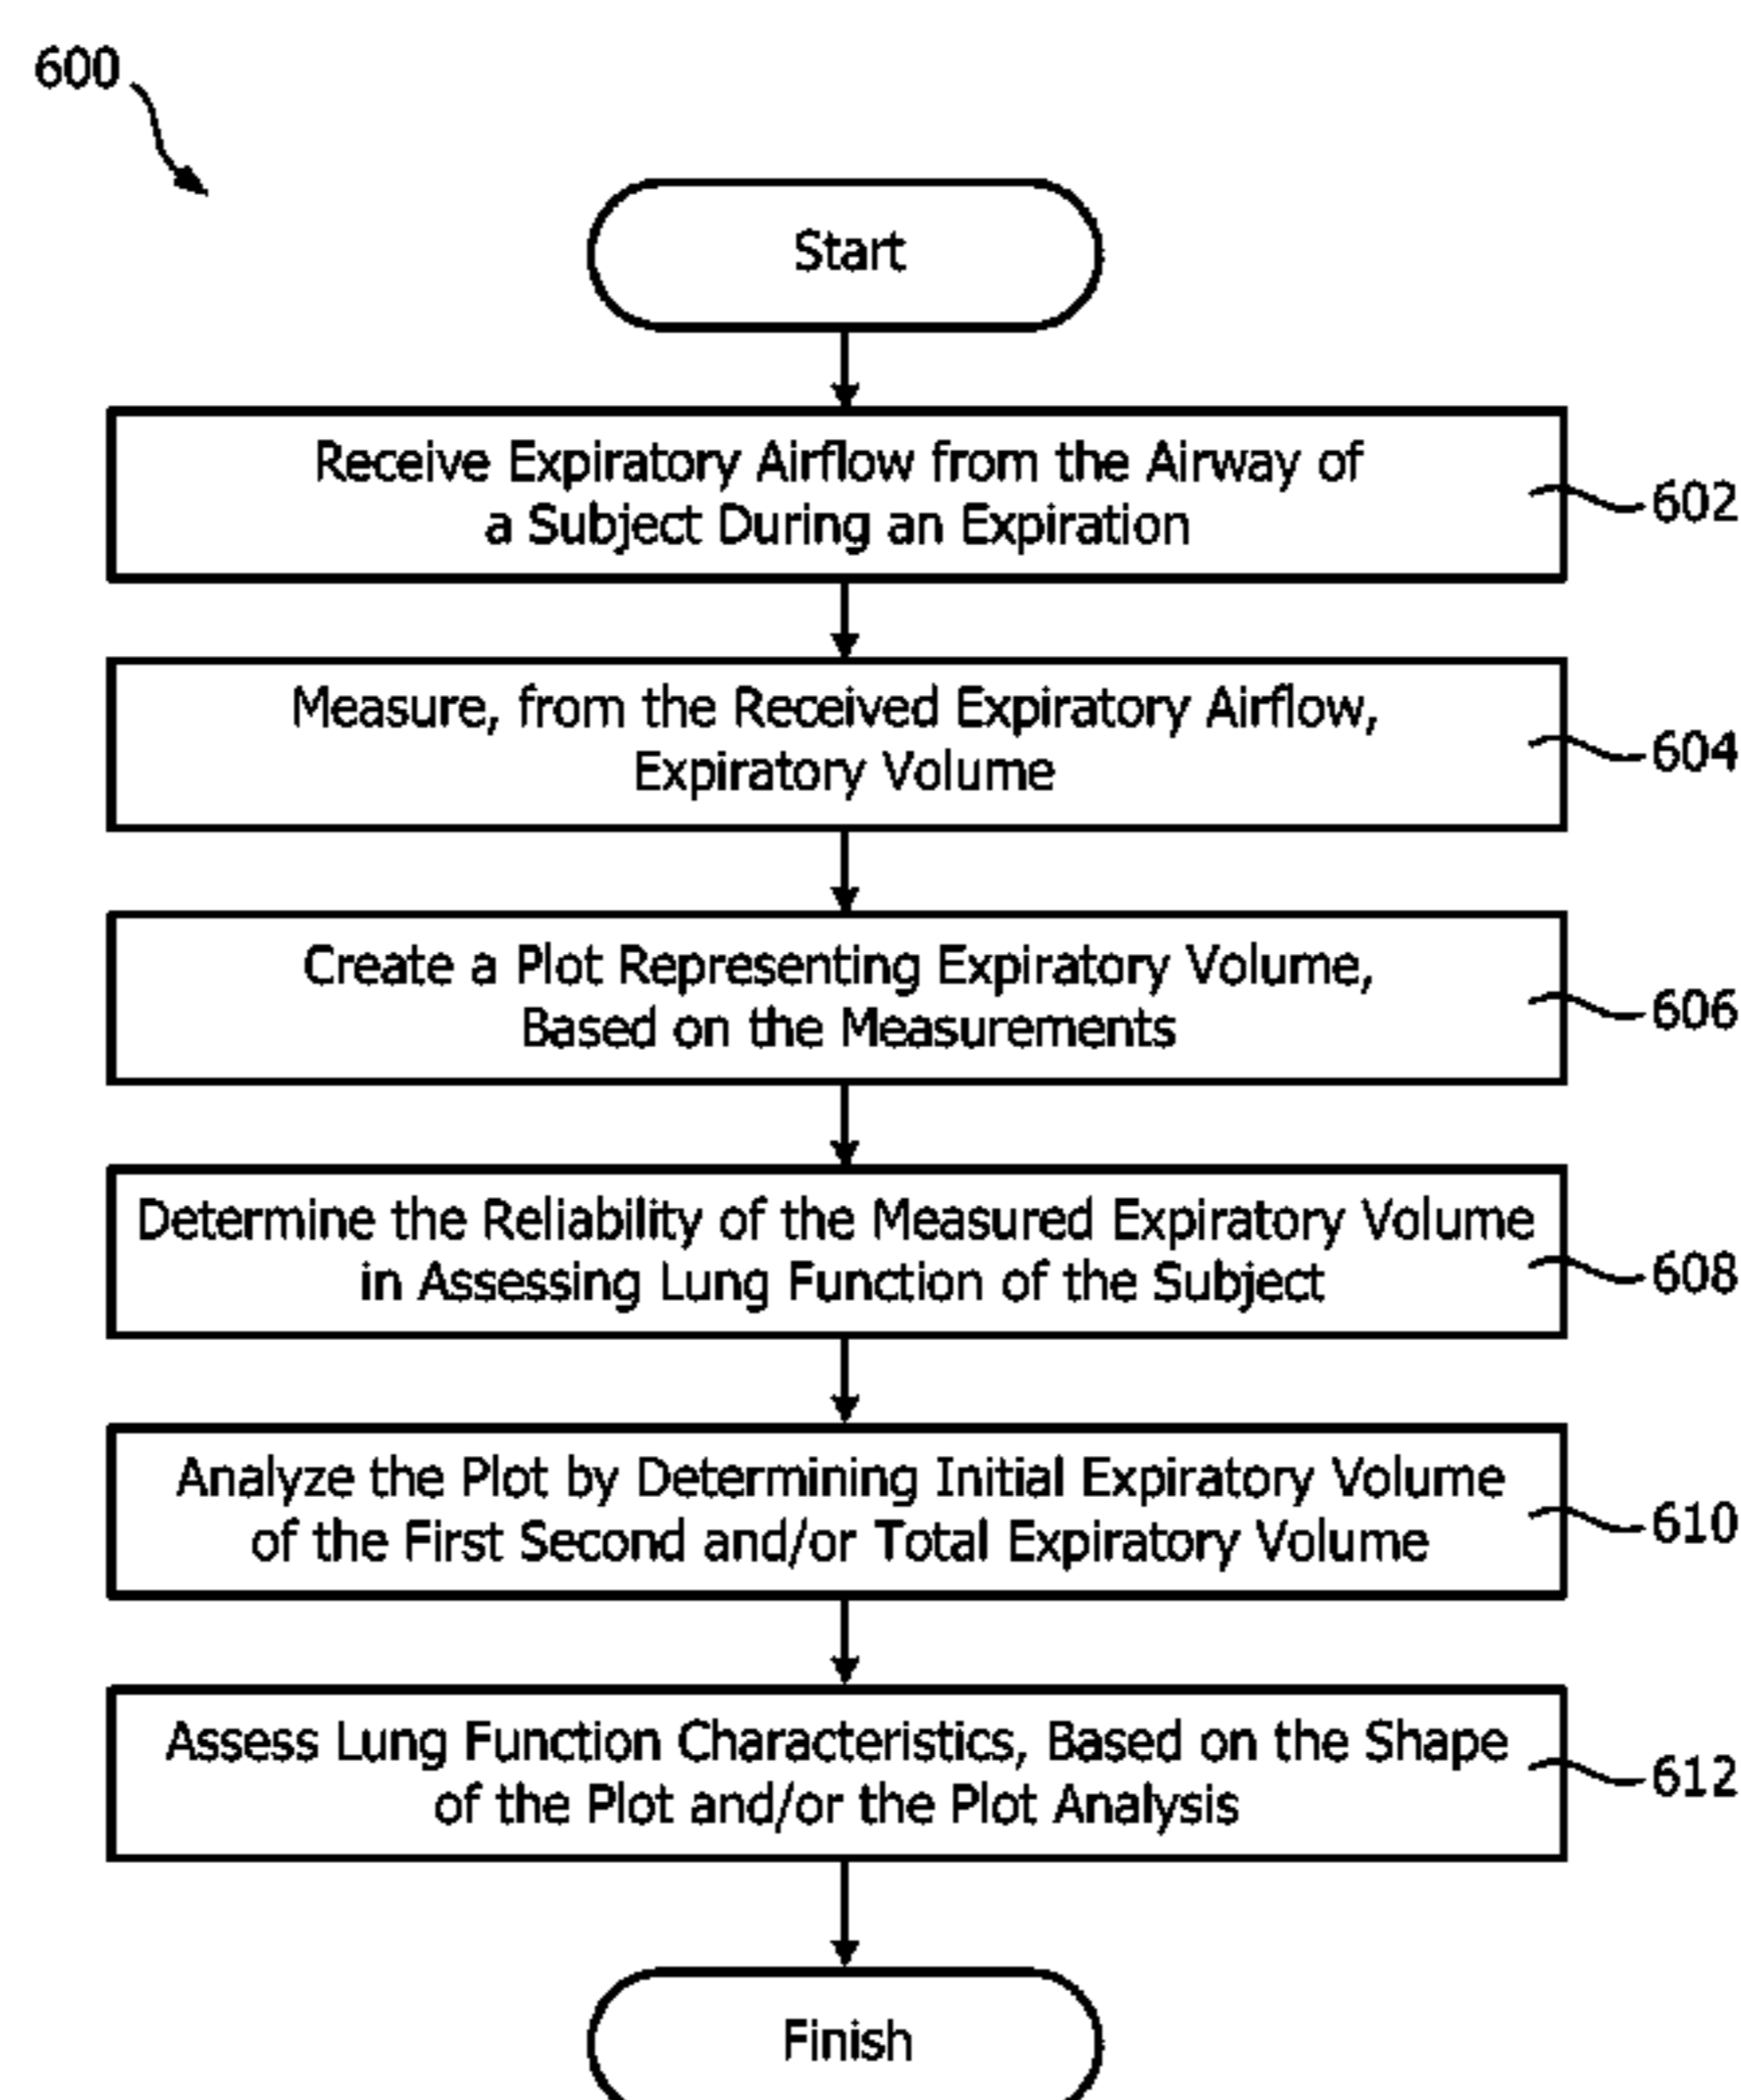 600
Start
Receive Expiratory Airflow from the Airway of
a Subject During an Expiration
602
Measure, from the Received Expiratory Airflow,
Expiratory Volume
604
Create a Plot Representing Expiratory Volume,
Based on the Measurements
606
Determine the Reliability of the Measured Expiratory Volume
in Assessing Lung Function of the Subject
608
Analyze the Plot by Determining Initial Expiratory Volume
of the First Second and/or Total Expiratory Volume
610
Assess Lung Function Characteristics, Based on the Shape
of the Plot and/or the Plot Analysis
612
Finish